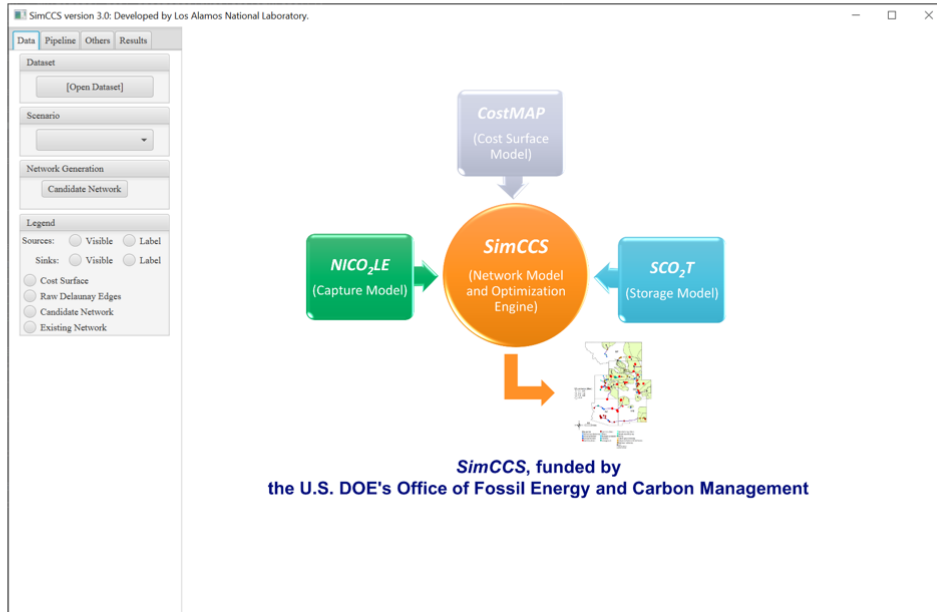 SimCCS version 3.0: Developed by Los Alamos National Laboratory.
Data Pipeline Others Results
Dataset
[Open Dataset]
Scenario
Network Generation
Candidate Network
Legend
Sources: Visible Label
Sinks: Visible Label
Cost Surface
Raw Delaunay Edges
Candidate Network
Existing Network
CostMAP
(Cost Surface
Model)
NICO₂LE
(Capture Model)
SimCCS
(Network Model
and Optimization
Engine)
SCO₂T
(Storage Model)
SimCCS, funded by
the U.S. DOE's Office of Fossil Energy and Carbon Management